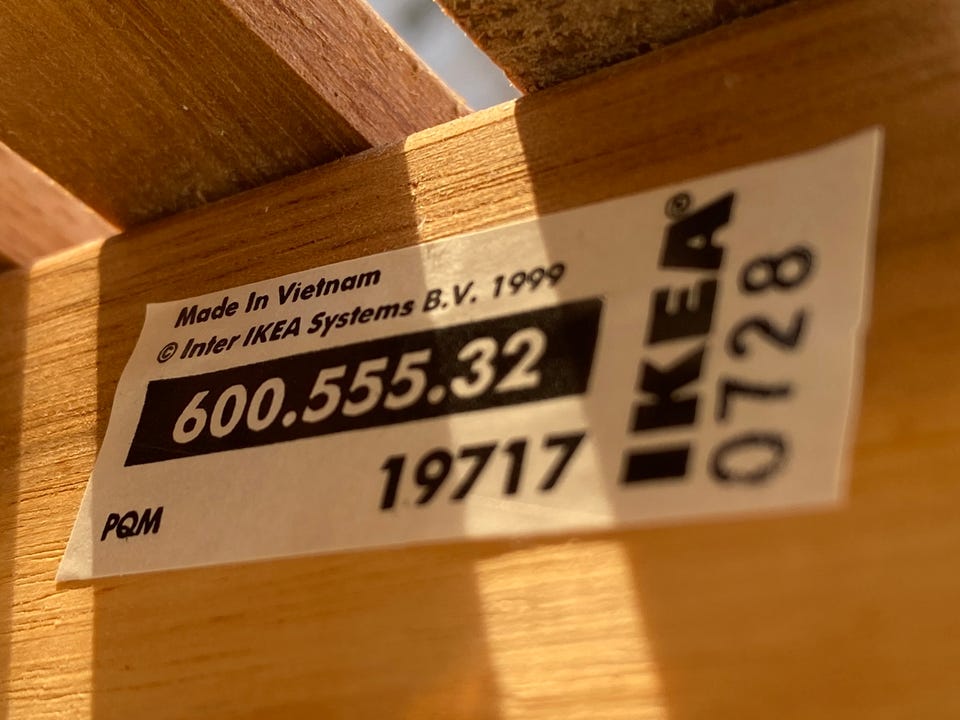 Made In Vietnam
© Inter IKEA Systems B.V. 1999
600.555.32
19717
PQM
IKEA®
0728